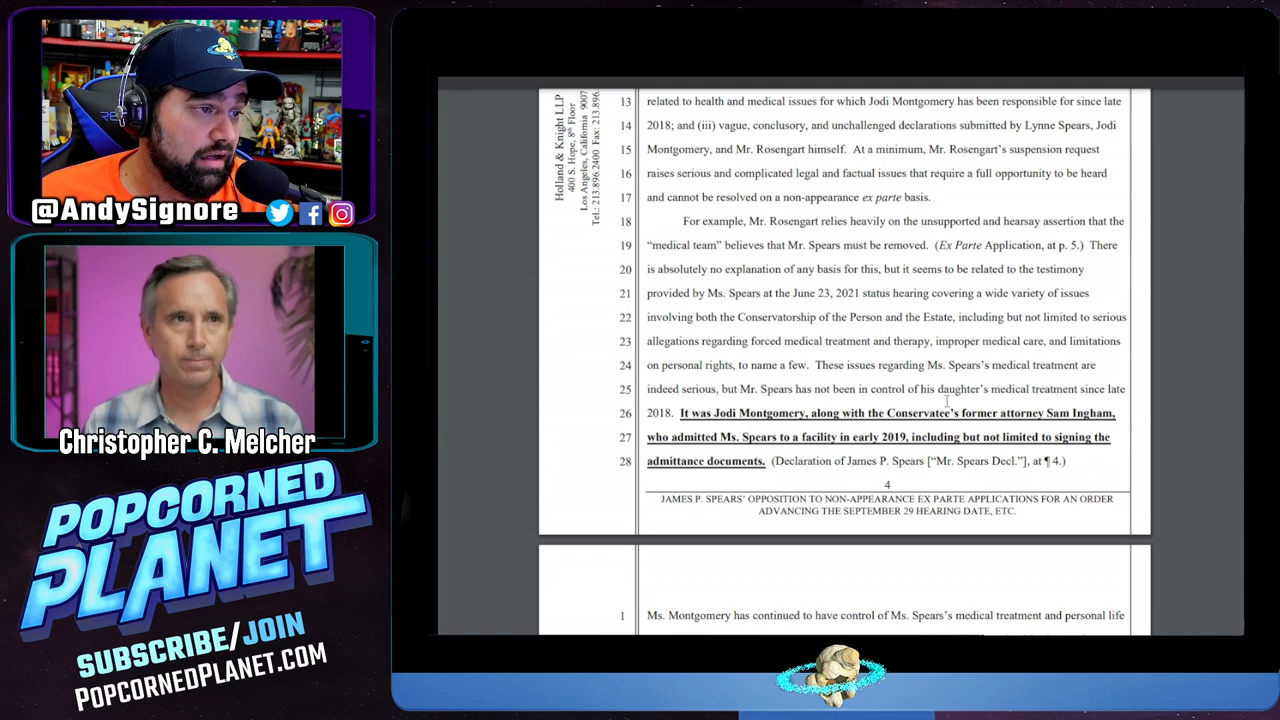 @AndySignore
Christopher C. Melcher
POPCORNED
PLANET
SUBSCRIBE/JOIN
POPCORNEDPLANET.COM
Holland & Knight LLP
400 S. Hope, 8th Floor
Los Angeles, California 9007
Tel.: 213.896.2400 Fax: 213.896.
13 related to health and medical issues for which Jodi Montgomery has been responsible for since late
14 2018; and (iii) vague, conclusory, and unchallenged declarations submitted by Lynne Spears, Jodi
15 Montgomery, and Mr. Rosengart himself. At a minimum, Mr. Rosengart's suspension request
16 raises serious and complicated legal and factual issues that require a full opportunity to be heard
17 and cannot be resolved on a non-appearance ex parte basis.
18 For example, Mr. Rosengart relies heavily on the unsupported and hearsay assertion that the
19 "medical team" believes that Mr. Spears must be removed. (Ex Parte Application, at p. 5.) There
20 is absolutely no explanation of any basis for this, but it seems to be related to the testimony
21 provided by Ms. Spears at the June 23, 2021 status hearing covering a wide variety of issues
22 involving both the Conservatorship of the Person and the Estate, including but not limited to serious
23 allegations regarding forced medical treatment and therapy, improper medical care, and limitations
24 on personal rights, to name a few. These issues regarding Ms. Spears's medical treatment are
25 indeed serious, but Mr. Spears has not been in control of his daughter's medical treatment since late
26 2018. It was Jodi Montgomery, along with the Conservatee's former attorney Sam Ingham,
27 who admitted Ms. Spears to a facility in early 2019, including but not limited to signing the
28 admittance documents. (Declaration of James P. Spears ["Mr. Spears Decl."], at ¶ 4.)
4
JAMES P. SPEARS' OPPOSITION TO NON-APPEARANCE EX PARTE APPLICATIONS FOR AN ORDER
ADVANCING THE SEPTEMBER 29 HEARING DATE, ETC.
1 Ms. Montgomery has continued to have control of Ms. Spears's medical treatment and personal life